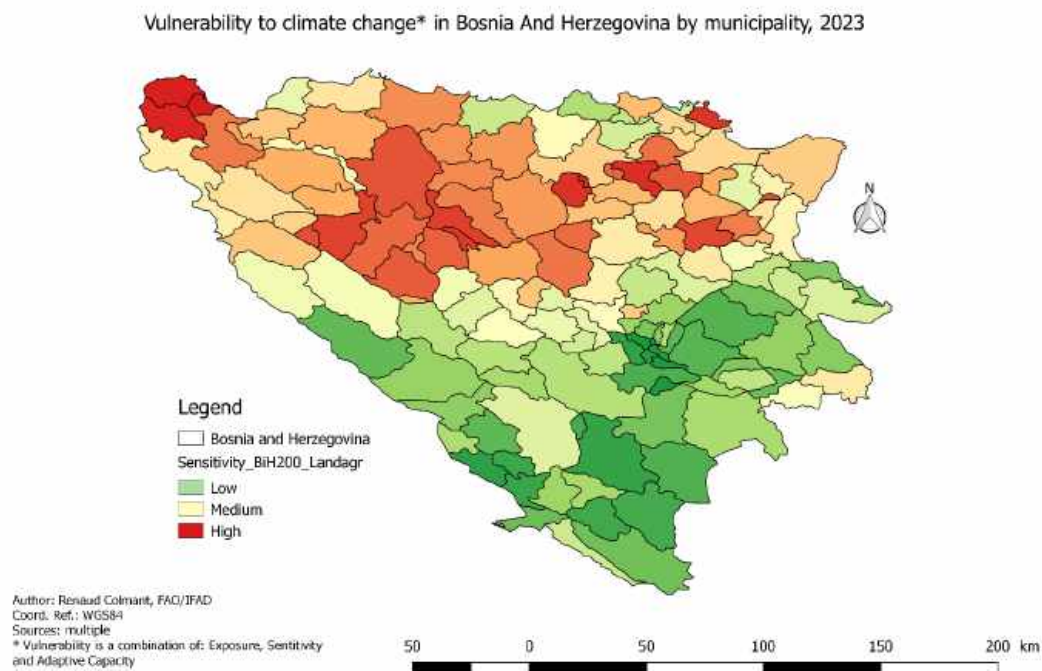 Vulnerability to climate change* in Bosnia And Herzegovina by municipality, 2023
N
Legend
Bosnia and Herzegovina
Sensitivity_BiH200_Landagr
Low
Medium
High
Author: Renaud Colmant, FAO/IFAD
Coord. Ref.: WGS84
Sources: multiple
* Vulnerability is a combination of: Exposure, Sentitivity
and Adaptive Capacity
50 0 50 100 150 200 km